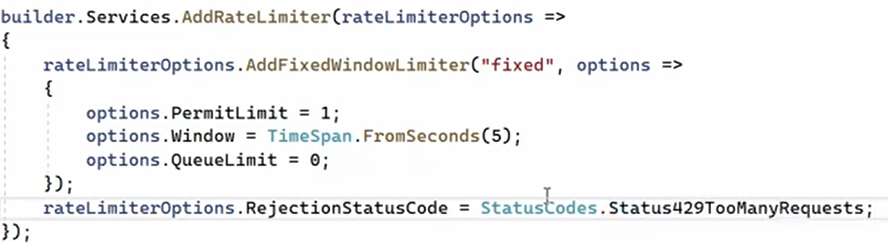 builder.Services.AddRateLimiter(rateLimiterOptions =>
{
    rateLimiterOptions.AddFixedWindowLimiter("fixed", options =>
    {
        options.PermitLimit = 1;
        options.Window = TimeSpan.FromSeconds(5);
        options.QueueLimit = 0;
    });
    rateLimiterOptions.RejectionStatusCode = StatusCodes.Status429TooManyRequests;
});